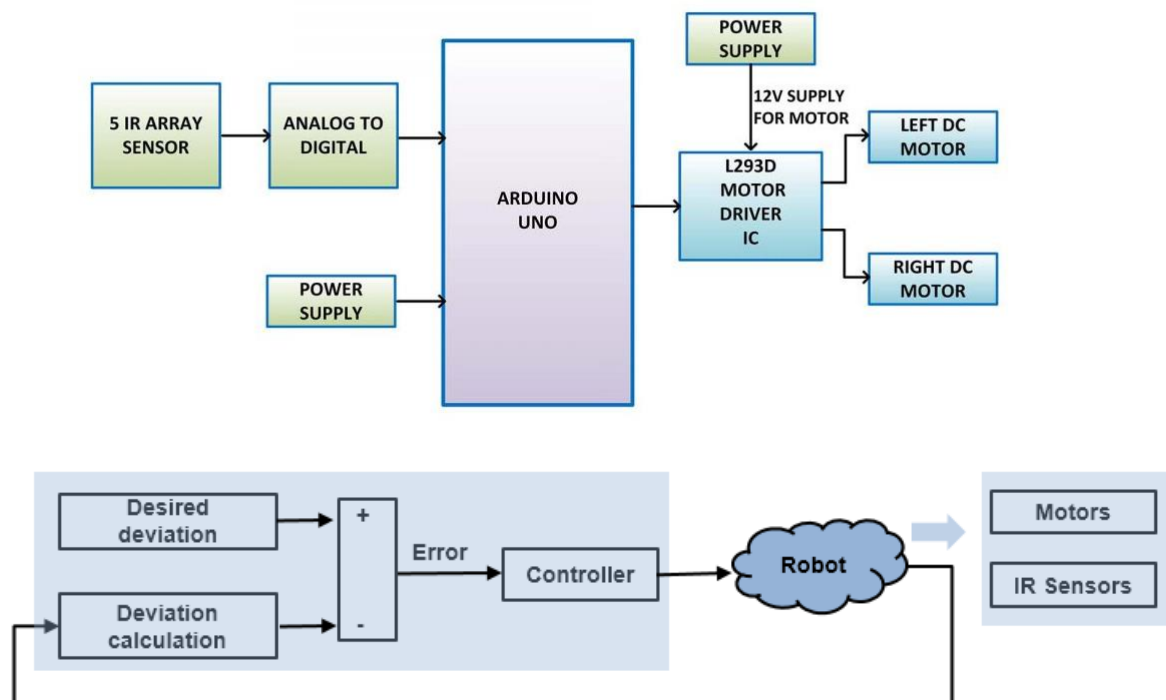 POWER
SUPPLY
5 IR ARRAY
SENSOR
ANALOG TO
DIGITAL
ARDUINO
UNO
12V SUPPLY
FOR MOTOR
L293D
MOTOR
DRIVER
IC
LEFT DC
MOTOR
RIGHT DC
MOTOR
POWER
SUPPLY
Desired
deviation
+
Error
Controller
Robot
Motors
IR Sensors
Deviation
calculation
-